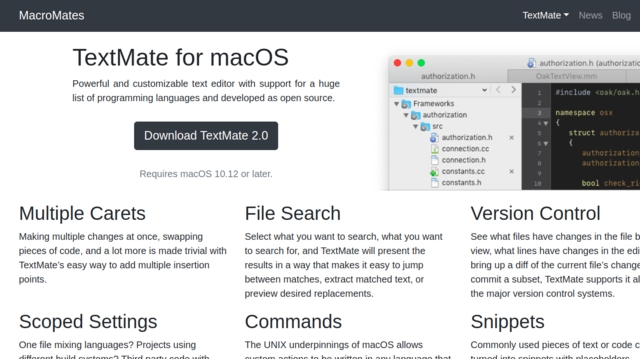 MacroMates
TextMate
News
Blog
TextMate for macOS
Powerful and customizable text editor with support for a huge
list of programming languages and developed as open source.
Download TextMate 2.0
Requires macOS 10.12 or later.
authorization.h (authorization
authorization.h
OakTextView.mm
textmate
Frameworks
authorization
src
authorization.h
connection.cc
connection.h
constants.cc
constants.h
1 #include <oak/oak.h
2
3 namespace osx
4 {
5 struct authoriza
6 {
7 authorization
8 authorization
9
10 bool check_ri
Multiple Carets
Making multiple changes at once, swapping
pieces of code, and a lot more is made trivial with
TextMate's easy way to add multiple insertion
points.
File Search
Select what you want to search, what you want
to search for, and TextMate will present the
results in a way that makes it easy to jump
between matches, extract matched text, or
preview desired replacements.
Version Control
See what files have changes in the file b
view, what lines have changes in the edi
bring up a diff of the current file's change
commit a subset, TextMate supports it al
the major version control systems.
Scoped Settings
One file mixing languages? Projects using
different build systems? Third party code with
Commands
The UNIX underpinnings of macOS allows
custom actions to be written in any language that
Snippets
Commonly used pieces of text or code c
turned into snippets with placeholders